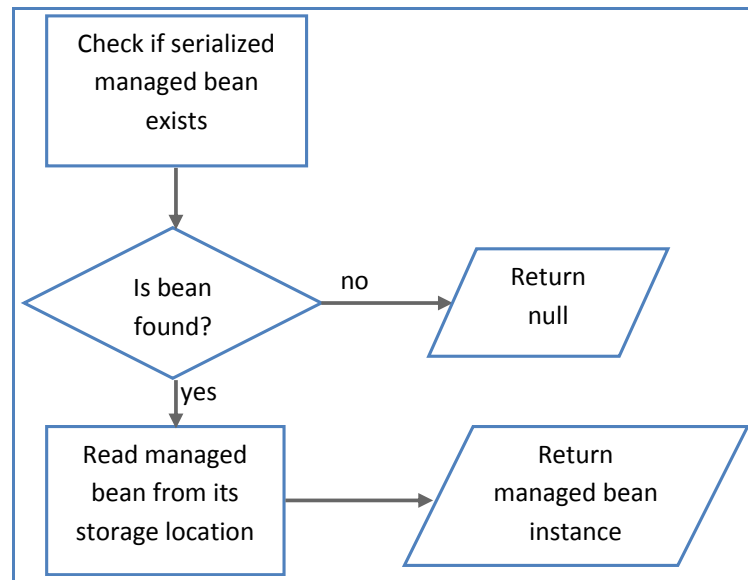 Check if serialized
managed bean
exists
Is bean
found?
no
Return
null
yes
Read managed
bean from its
storage location
Return
managed bean
instance